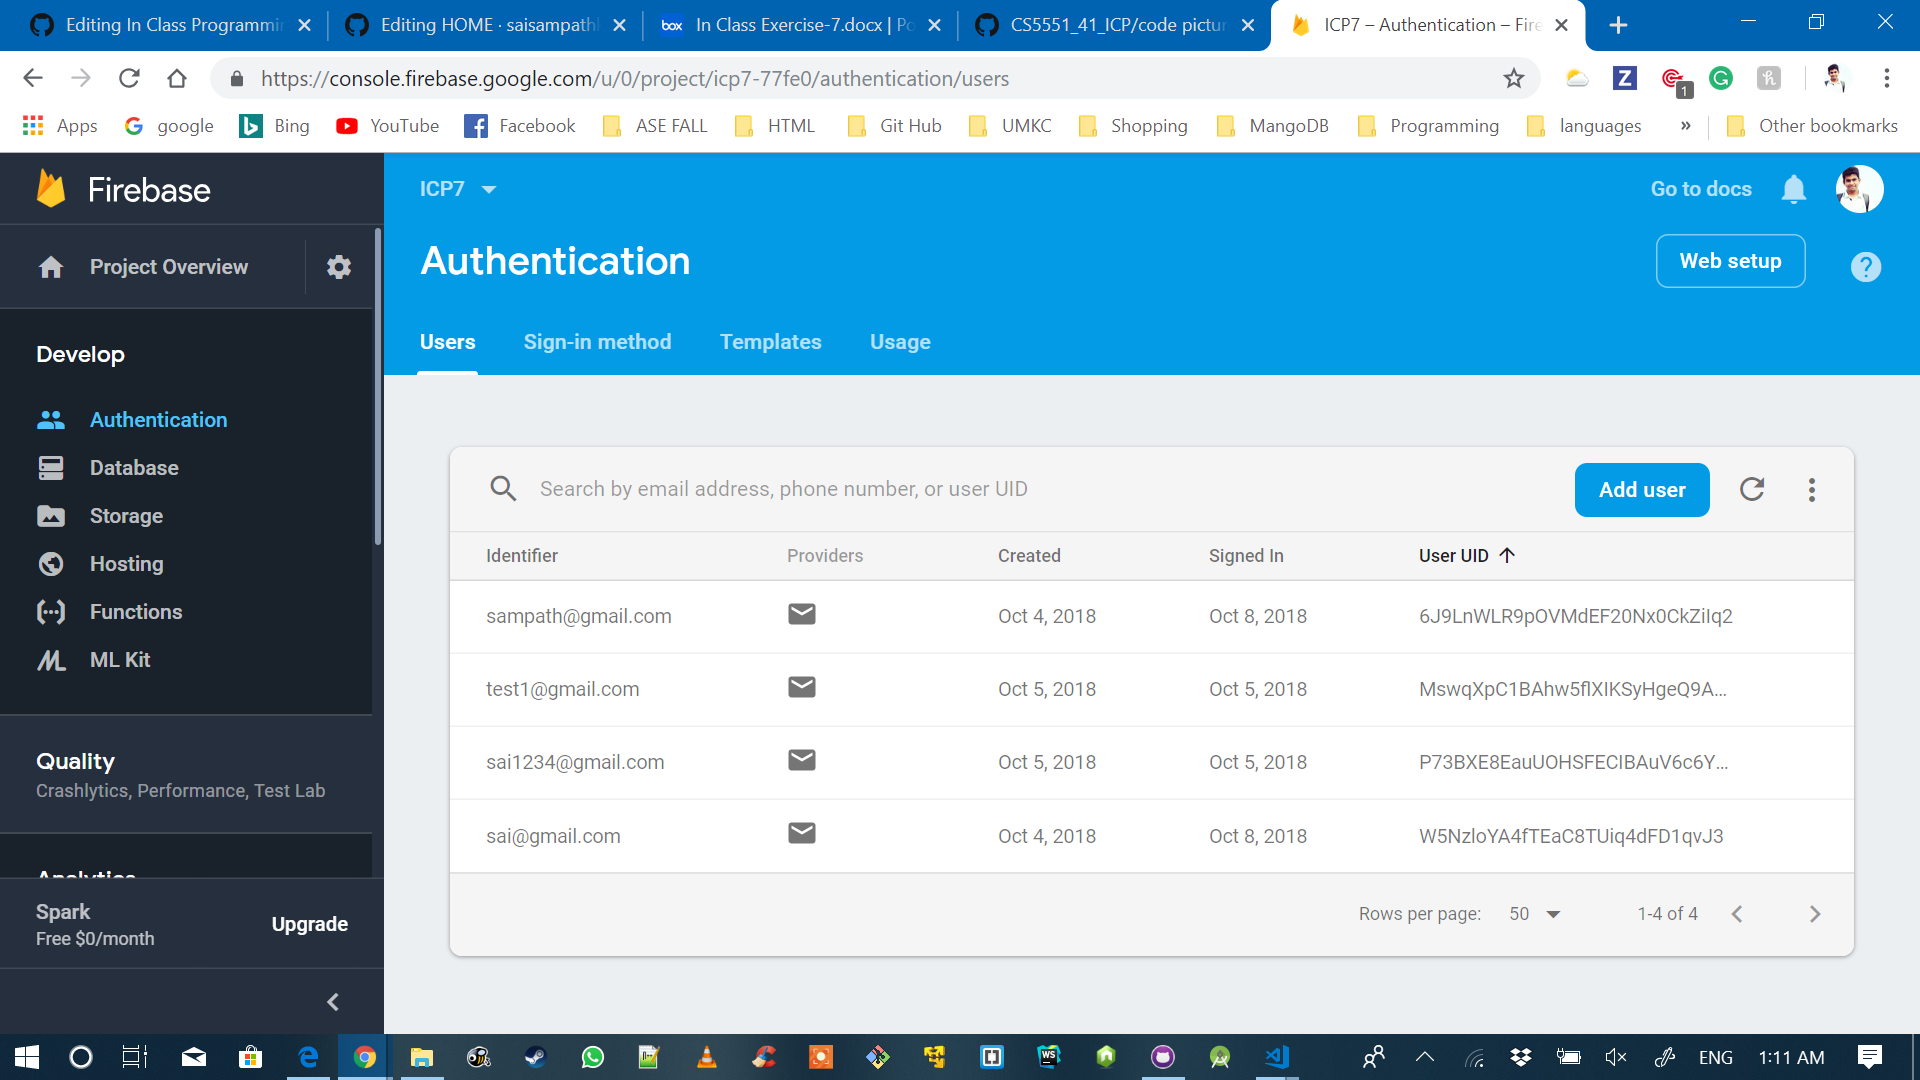 Editing In Class Programmi
Editing HOME · saisampath
box In Class Exercise-7.docx | Po
CS5551_41_ICP/code pictur
ICP7 – Authentication – Fire
https://console.firebase.google.com/u/0/project/icp7-77fe0/authentication/users
Z
1
Apps
google
Bing
YouTube
Facebook
ASE FALL
HTML
Git Hub
UMKC
Shopping
MangoDB
Programming
languages
»
Other bookmarks
Firebase
ICP7
Go to docs
Project Overview
Authentication
Web setup
?
Users
Sign-in method
Templates
Usage
Develop
Authentication
Database
Storage
Hosting
Functions
ML Kit
Quality
Crashlytics, Performance, Test Lab
Analytics
Spark
Free $0/month
Upgrade
Search by email address, phone number, or user UID
Add user
Identifier Providers Created Signed In User UID
sampath@gmail.com Oct 4, 2018 Oct 8, 2018 6J9LnWLR9pOVMdEF20Nx0CkZiIq2
test1@gmail.com Oct 5, 2018 Oct 5, 2018 MswqXpC1BAhw5flXIKSyHgeQ9A...
sai1234@gmail.com Oct 5, 2018 Oct 5, 2018 P73BXE8EauUOHSFECIBAuV6c6Y...
sai@gmail.com Oct 4, 2018 Oct 8, 2018 W5NzloYA4fTEaC8TUiq4dFD1qvJ3
Rows per page: 50 1-4 of 4
WS
ENG
1:11 AM